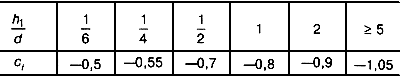 h₁/d 1/6 1/4 1/2 1 2 ≥ 5
cₜ —0,5 —0,55 —0,7 —0,8 —0,9 —1,05